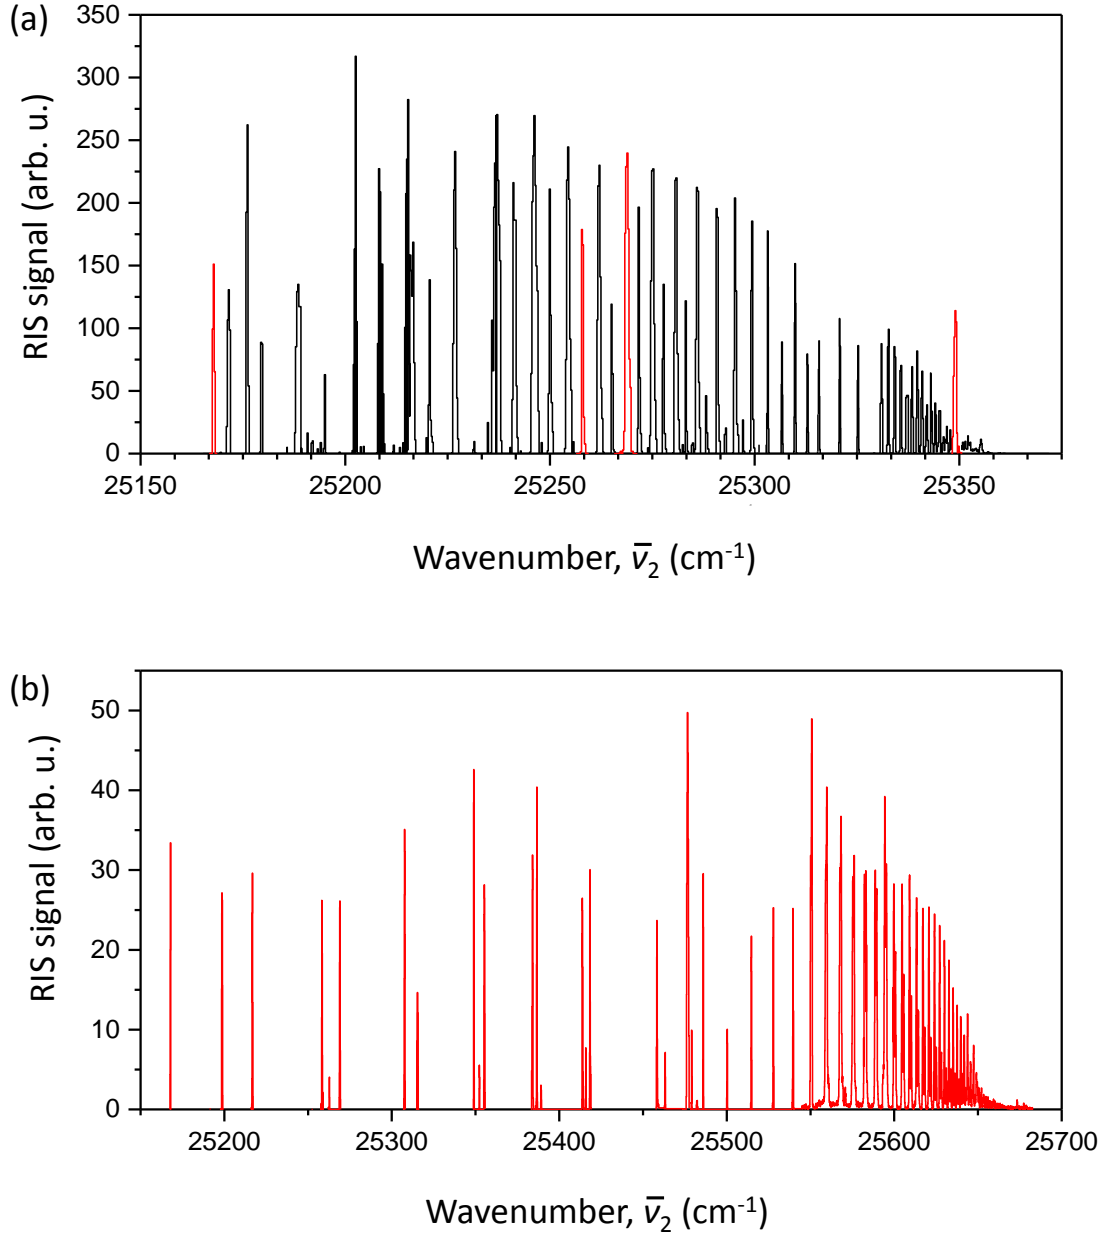 (a)
350
300
250
200
150
100
50
0
RIS signal (arb. u.)
25150 25200 25250 25300 25350
Wavenumber, ν̅₂ (cm⁻¹)
(b)
50
40
30
20
10
0
RIS signal (arb. u.)
25200 25300 25400 25500 25600 25700
Wavenumber, ν̅₂ (cm⁻¹)